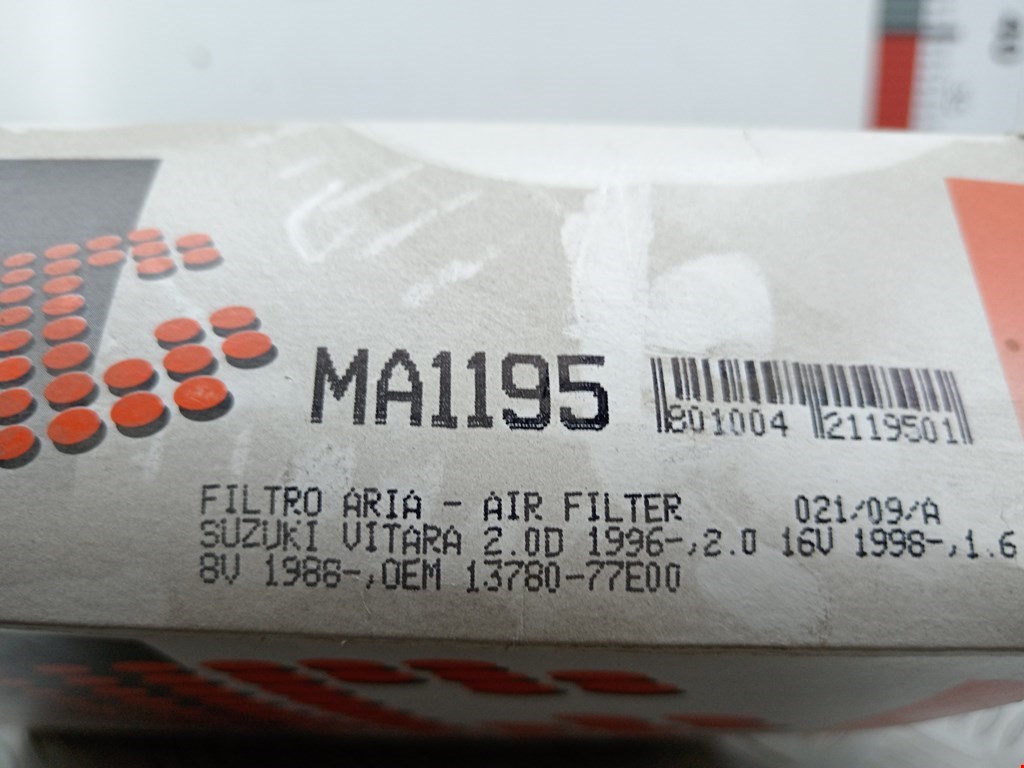 MA1195
801004 2119501
FILTRO ARIA - AIR FILTER 021/09/A
SUZUKI VITARA 2.0D 1996-,2.0 16V 1998-,1.6
8V 1988-,OEM 13780-77E00